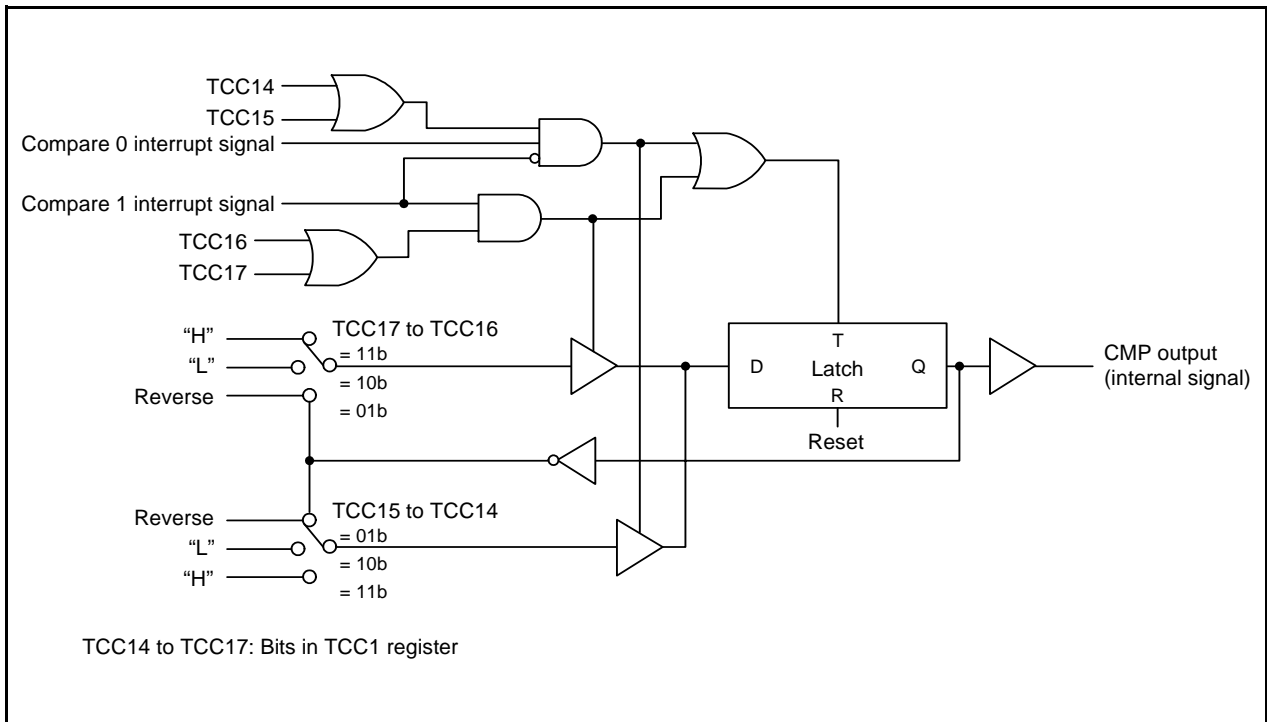 TCC14
TCC15
Compare 0 interrupt signal
Compare 1 interrupt signal
TCC16
TCC17
“H”
“L”
Reverse
TCC17 to TCC16
= 11b
= 10b
= 01b
D
T
Latch
R
Q
Reset
CMP output
(internal signal)
Reverse
“L”
“H”
TCC15 to TCC14
= 01b
= 10b
= 11b
TCC14 to TCC17: Bits in TCC1 register